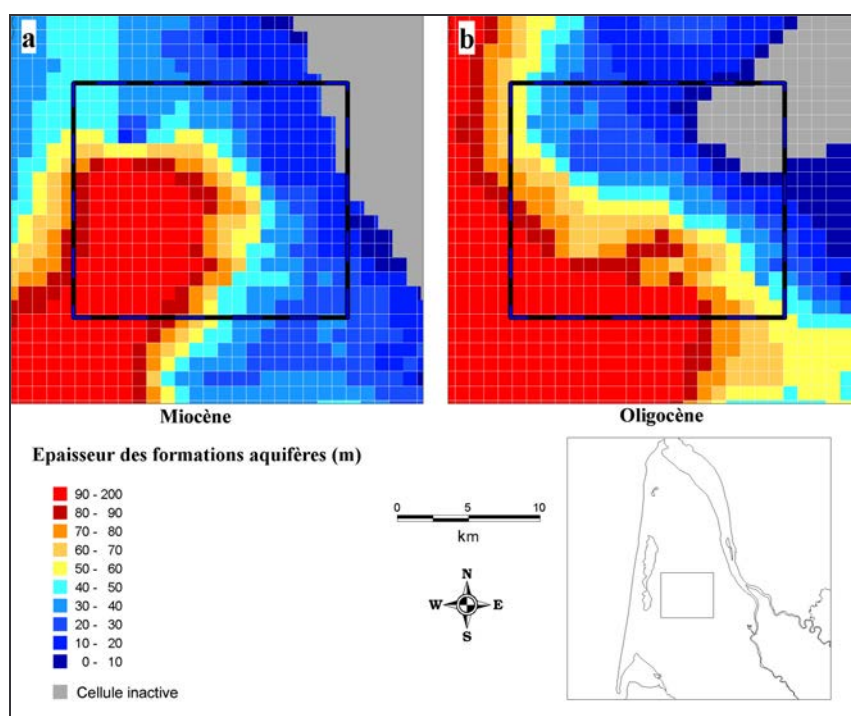 a
b
Miocène
Oligocène
Epaisseur des formations aquifères (m)
90 - 200
80 - 90
70 - 80
60 - 70
50 - 60
40 - 50
30 - 40
20 - 30
10 - 20
0 - 10
Cellule inactive
0 5 10
km
N
W E
S